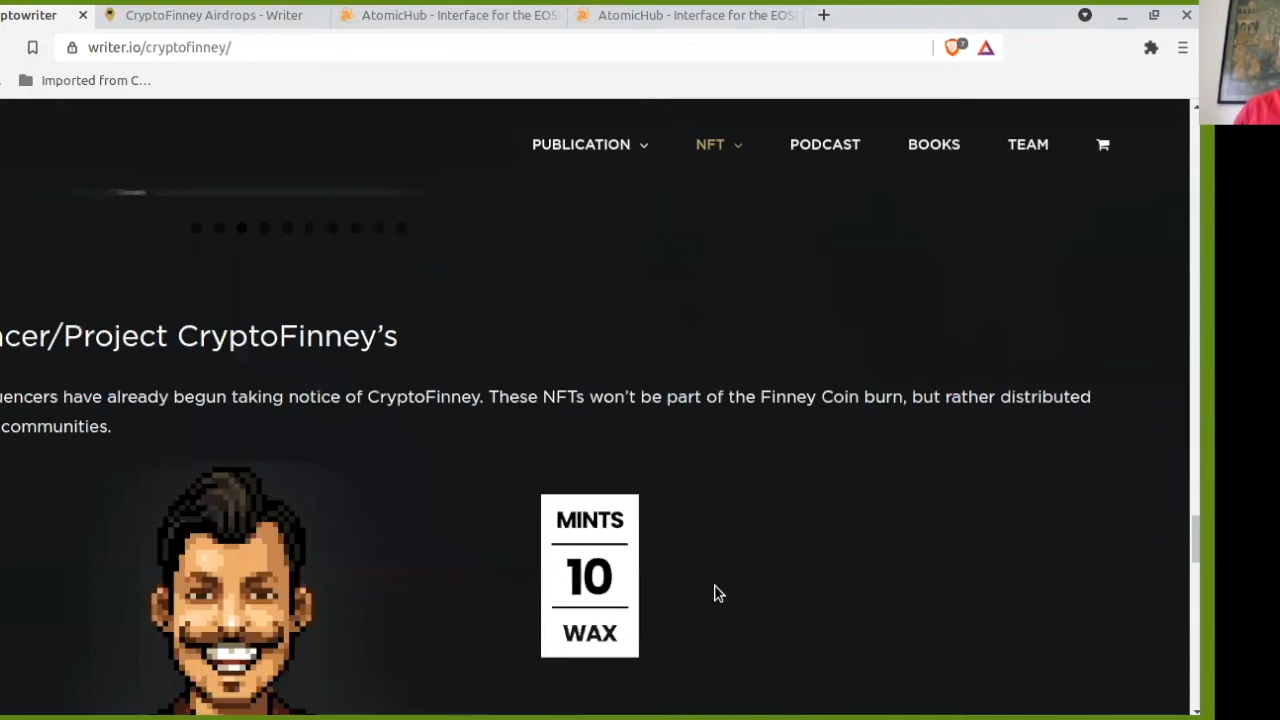 ptowriter
CryptoFinney Airdrops - Writer
AtomicHub - Interface for the EOS
AtomicHub - Interface for the EOS
writer.io/cryptofinney/
7
Imported from C...
PUBLICATION
NFT
PODCAST
BOOKS
TEAM
ncer/Project CryptoFinney's
uencers have already begun taking notice of CryptoFinney. These NFTs won't be part of the Finney Coin burn, but rather distributed
communities.
MINTS
10
WAX